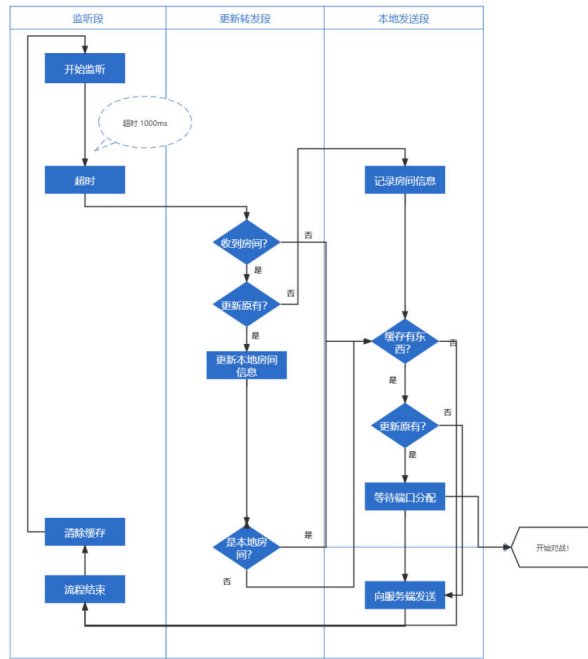 监听段
更新转发段
本地发送段
开始监听
超时 1000ms
超时
记录房间信息
收到房间?
否
是
更新原有?
否
是
更新本地房间
信息
缓存有东
西?
否
是
更新原有?
否
是
等待端口分配
清除缓存
是本地房
间?
是
否
开始对战!
流程结束
向服务端发送